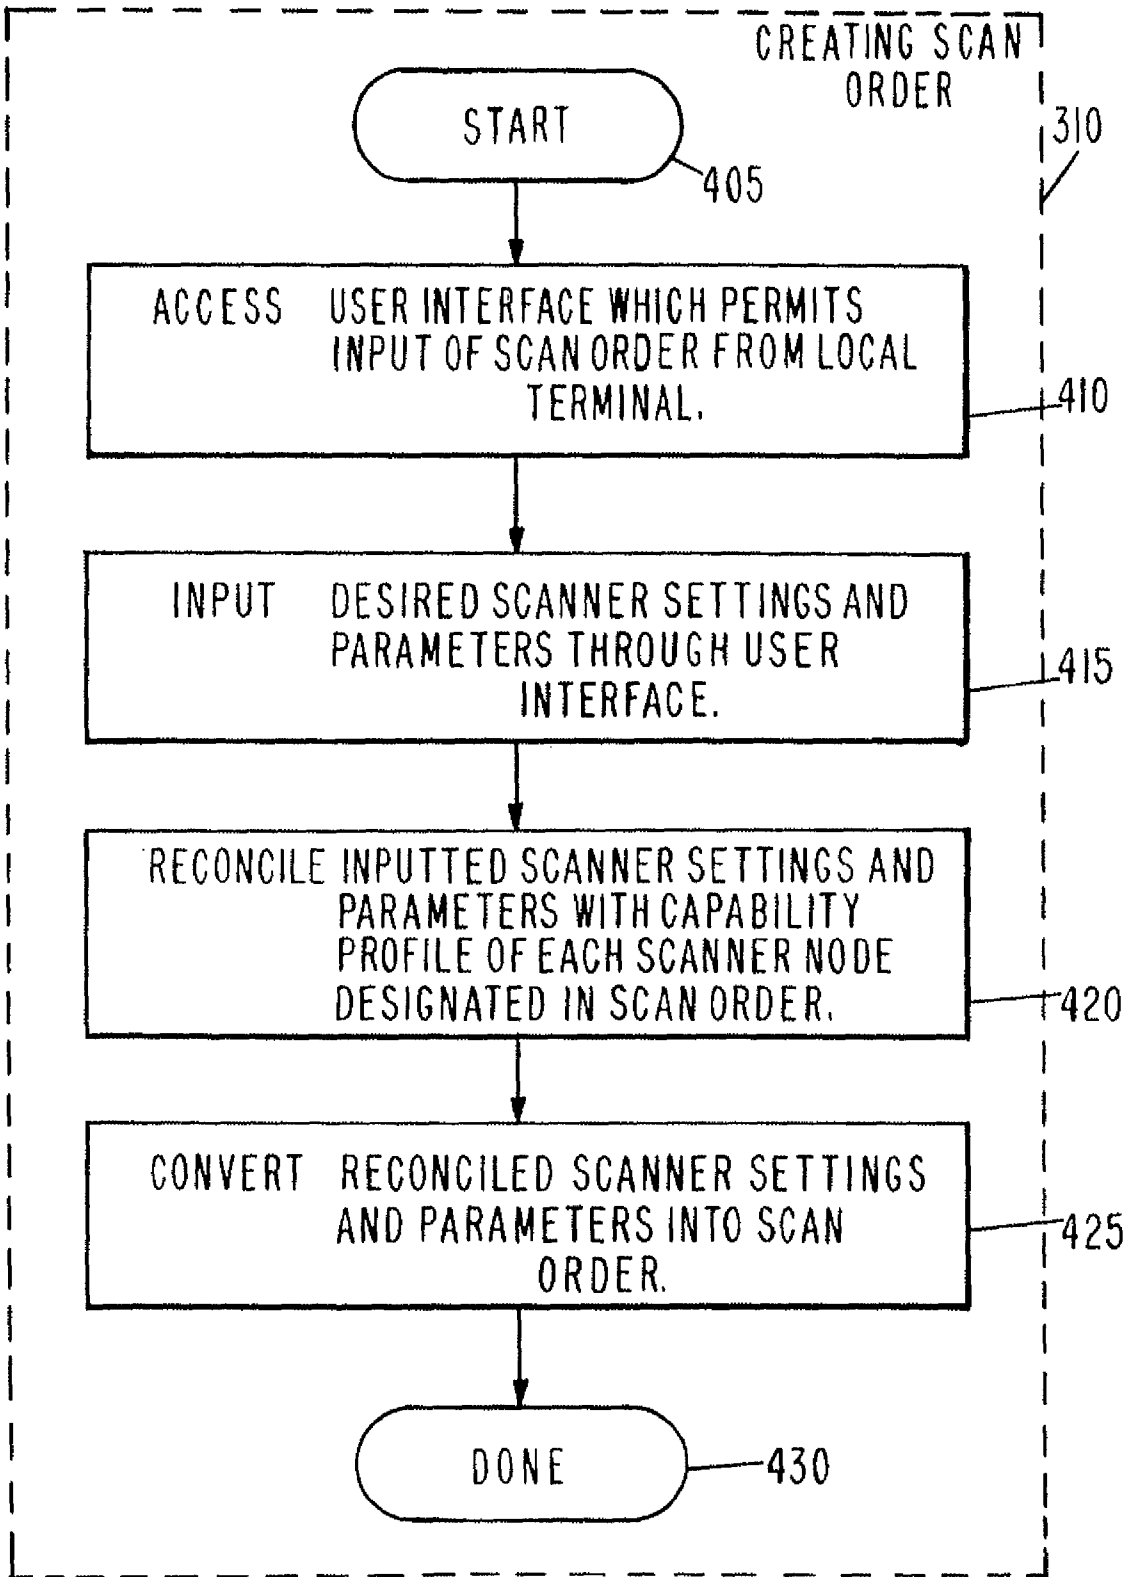 CREATING SCAN
ORDER
310
START
405
ACCESS USER INTERFACE WHICH PERMITS
INPUT OF SCAN ORDER FROM LOCAL
TERMINAL.
410
INPUT DESIRED SCANNER SETTINGS AND
PARAMETERS THROUGH USER
INTERFACE.
415
RECONCILE INPUTTED SCANNER SETTINGS AND
PARAMETERS WITH CAPABILITY
PROFILE OF EACH SCANNER NODE
DESIGNATED IN SCAN ORDER.
420
CONVERT RECONCILED SCANNER SETTINGS
AND PARAMETERS INTO SCAN
ORDER.
425
DONE
430